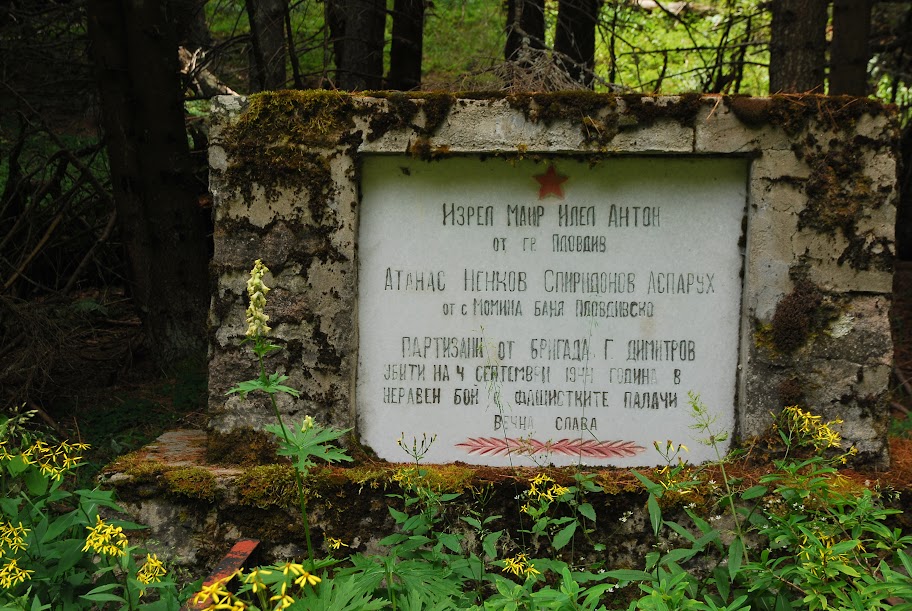 Изрел Маир Илел Антон
от гр Пловдив
Атанас Ненков Спиридонов Аспарух
от с Момина баня Пловдивско
партизани от бригада Г. Димитров
убити на 4 септември 1944 година в
неравен бой с фашистките палачи
Вечна слава